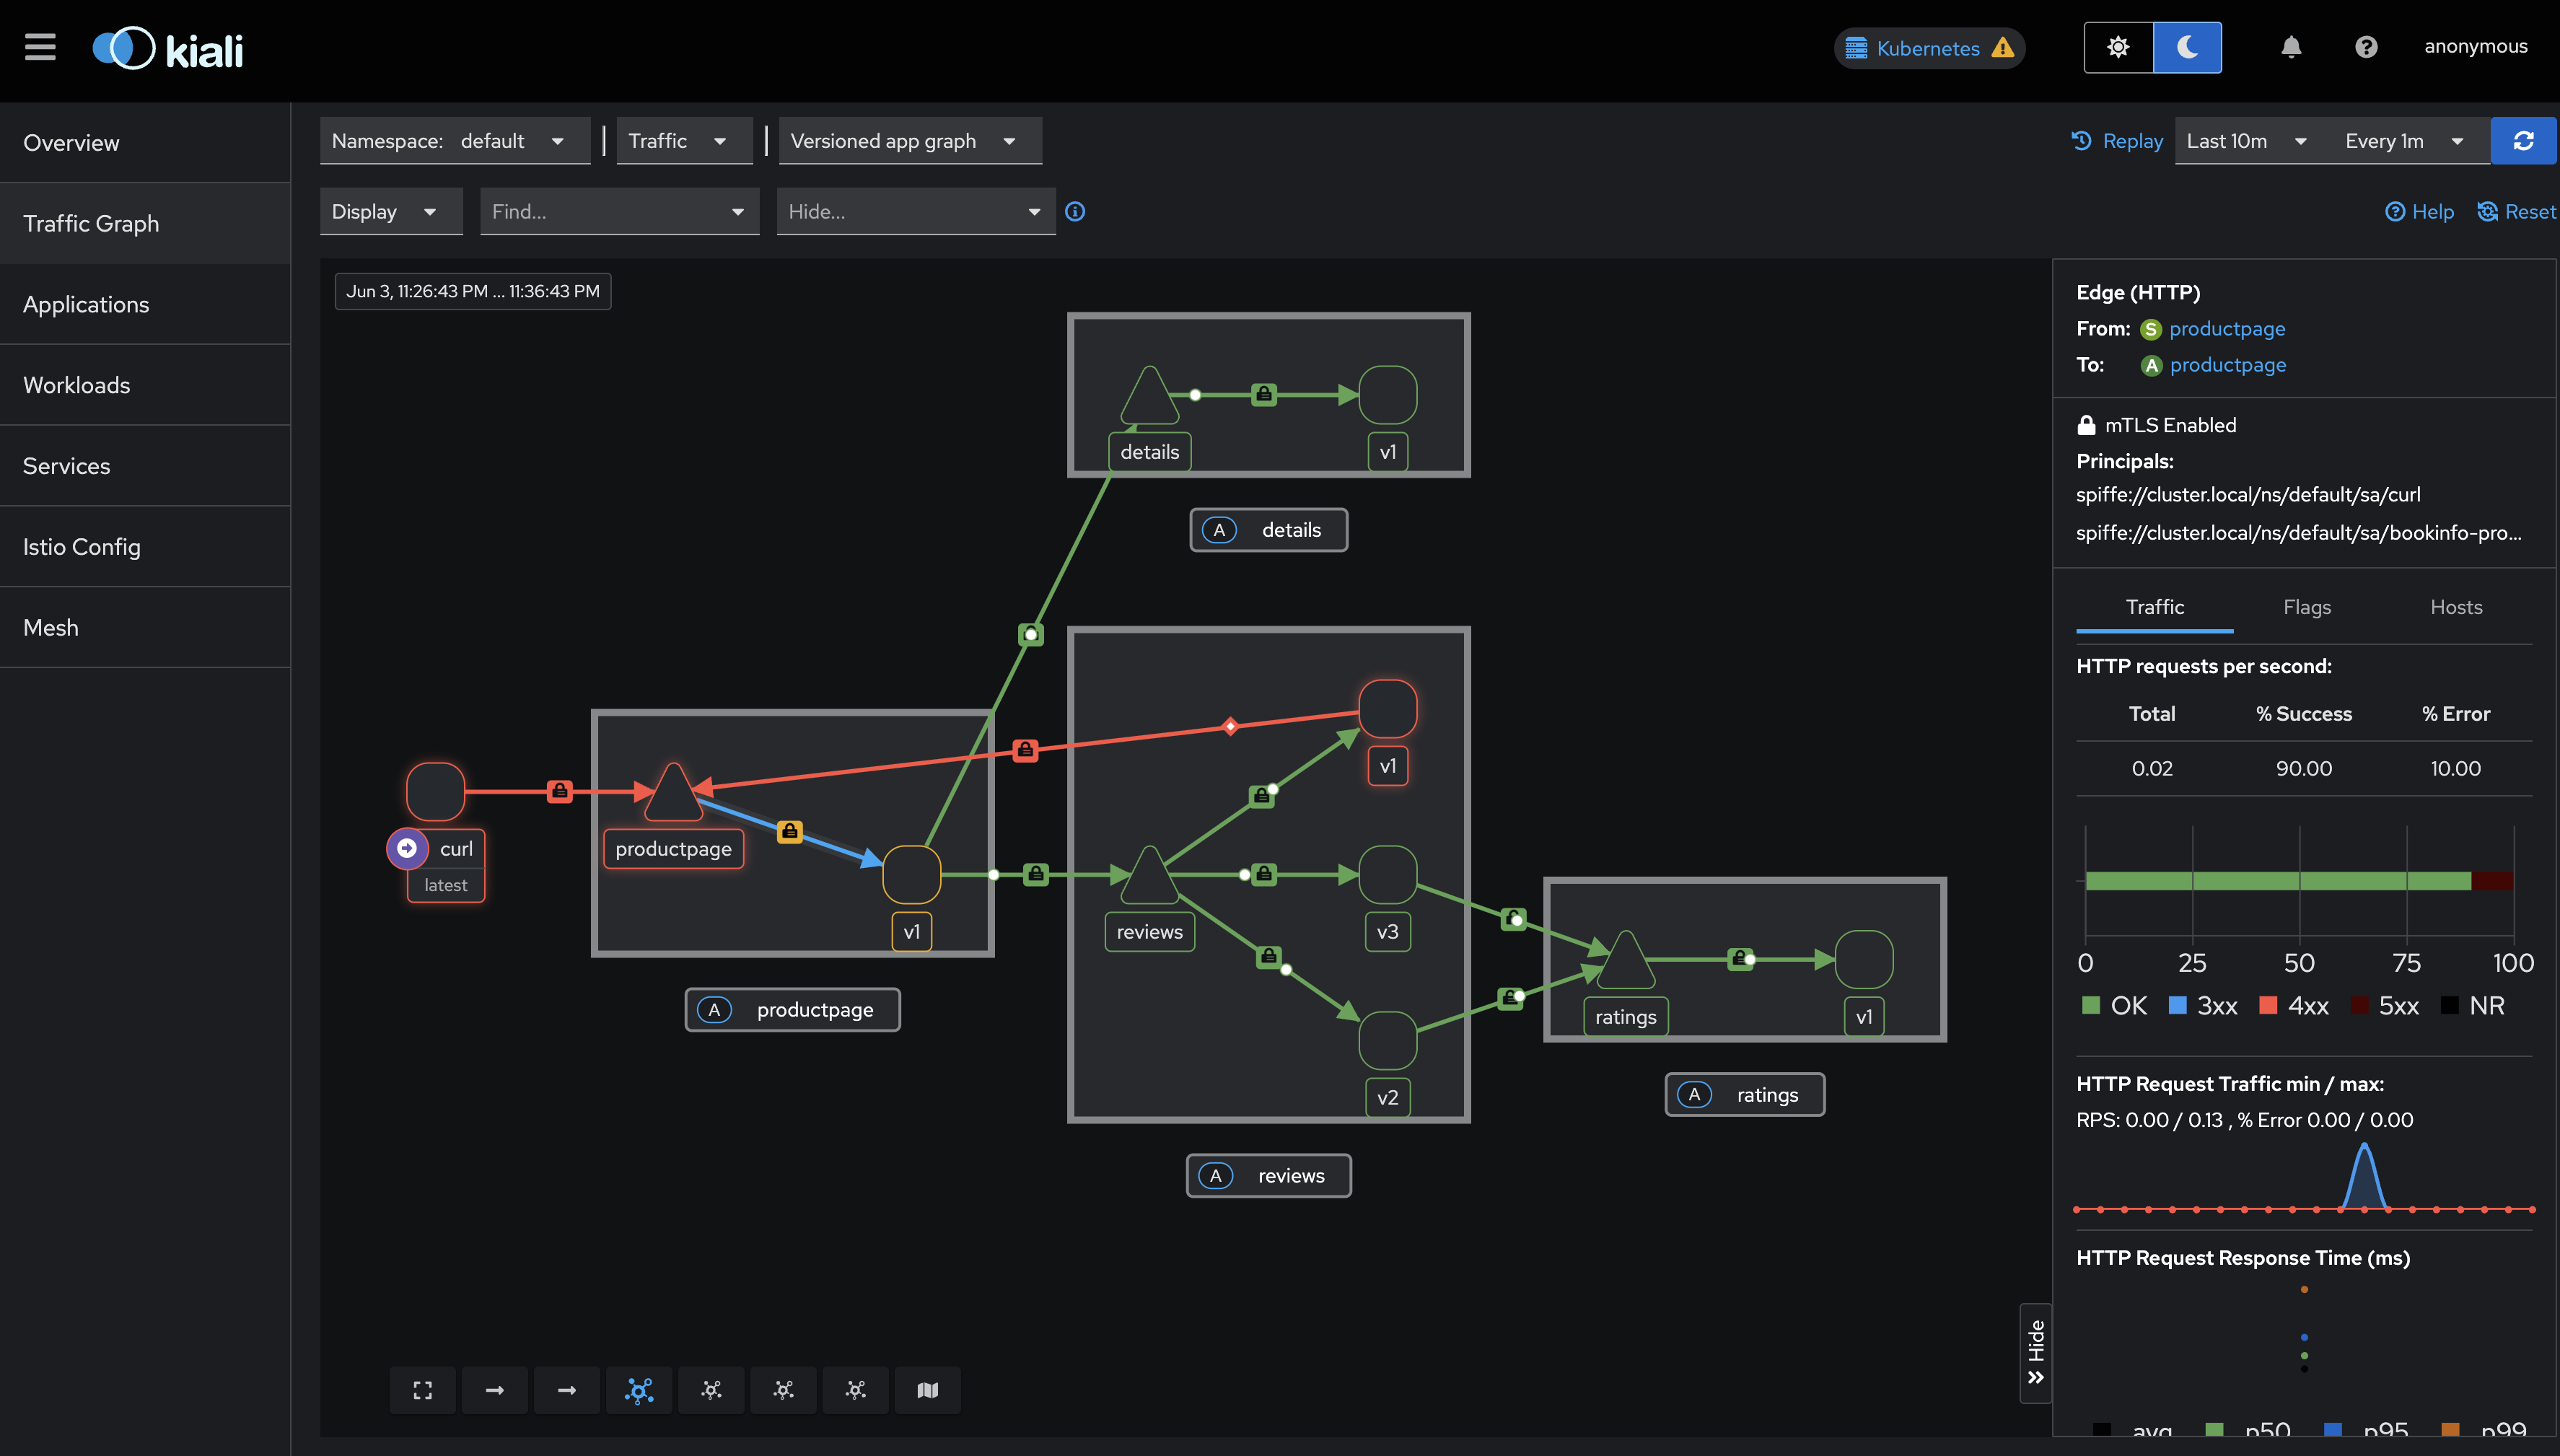 kiali
Kubernetes
anonymous
Overview
Traffic Graph
Applications
Workloads
Services
Istio Config
Mesh
Namespace: default
Traffic
Versioned app graph
Replay
Last 10m
Every 1m
Display
Find...
Hide...
Help
Reset
Jun 3, 11:26:43 PM ... 11:36:43 PM
details
v1
A details
v1
curl
latest
productpage
v1
A productpage
reviews
v3
v2
A reviews
ratings
v1
A ratings
Hide
Edge (HTTP)
From: S productpage
To: A productpage
mTLS Enabled
Principals:
spiffe://cluster.local/ns/default/sa/curl
spiffe://cluster.local/ns/default/sa/bookinfo-pro...
Traffic Flags Hosts
HTTP requests per second:
Total % Success % Error
0.02 90.00 10.00
0 25 50 75 100
OK 3xx 4xx 5xx NR
HTTP Request Traffic min / max:
RPS: 0.00 / 0.13 , % Error 0.00 / 0.00
HTTP Request Response Time (ms)
avg p50 p95 p99